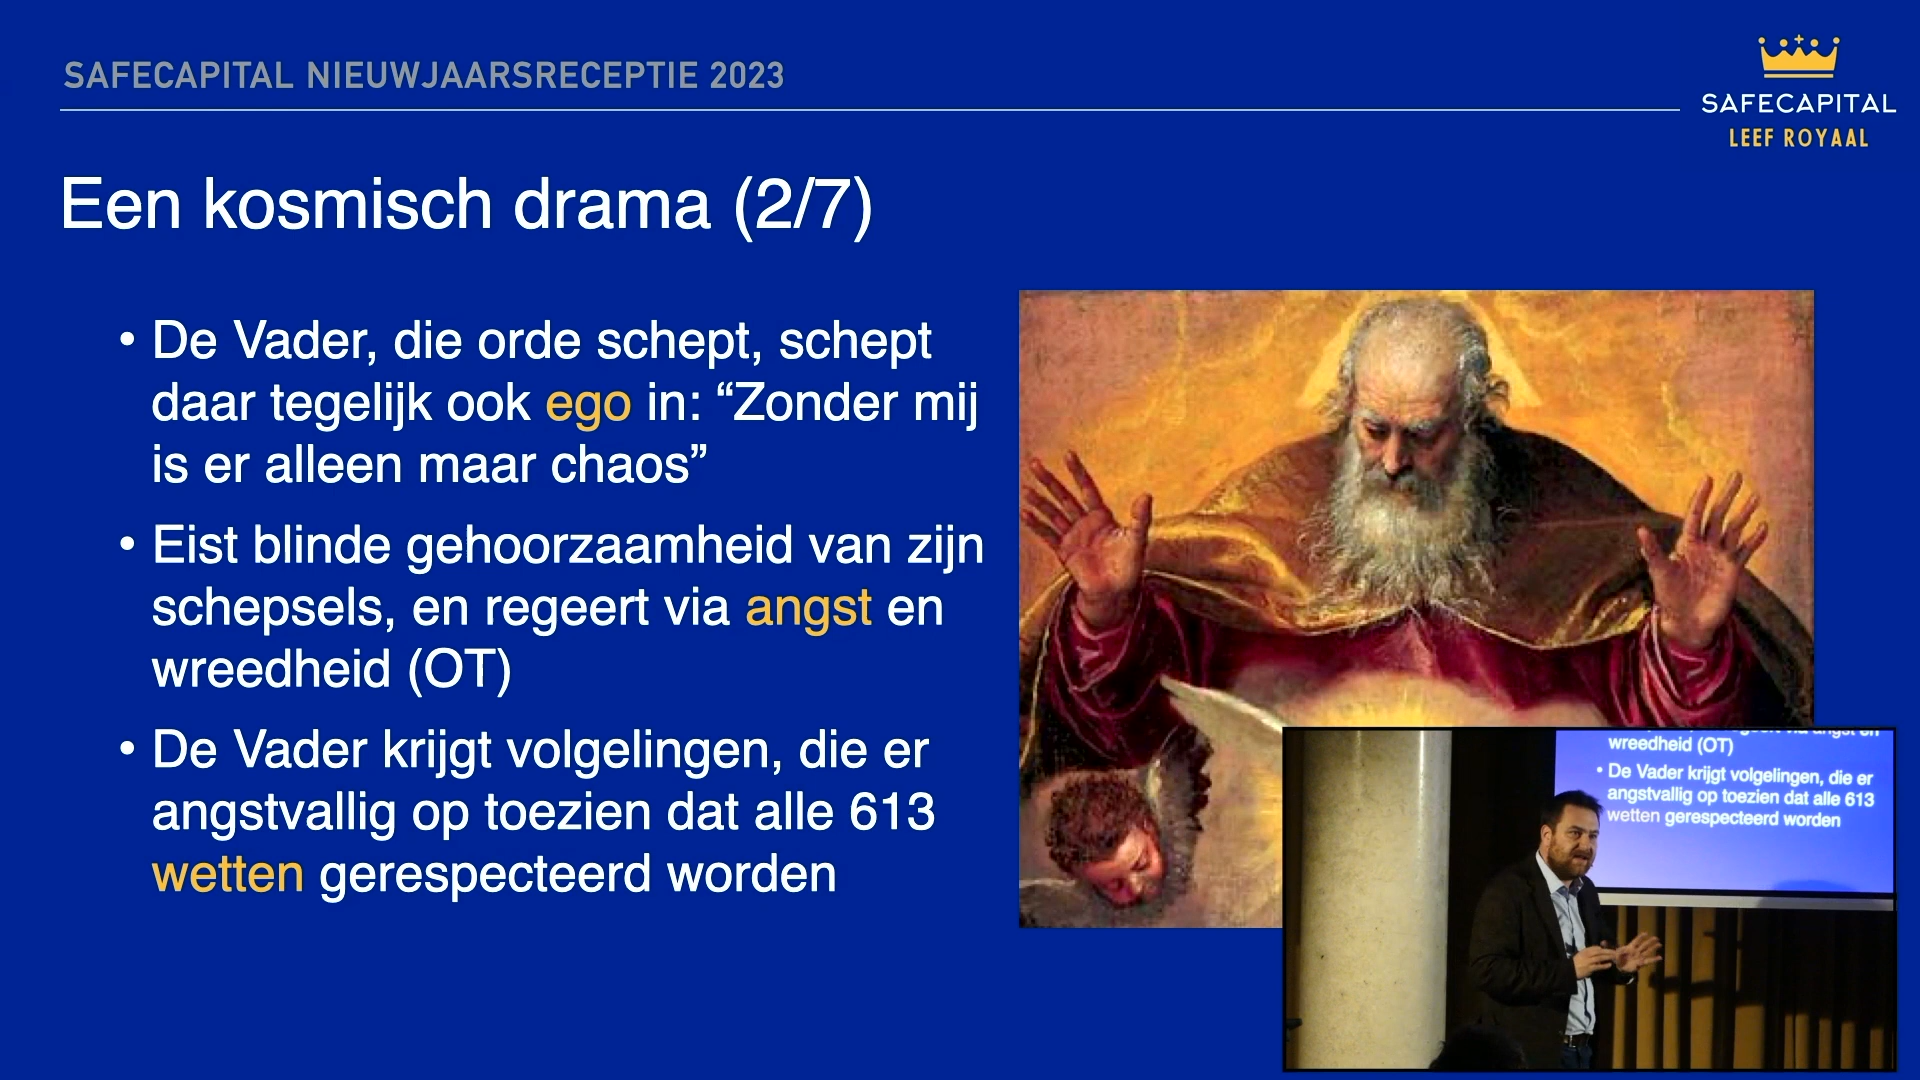 SAFECAPITAL NIEUWJAARSRECEPTIE 2023
SAFECAPITAL
LEEF ROYAAL
Een kosmisch drama (2/7)
• De Vader, die orde schept, schept
daar tegelijk ook ego in: “Zonder mij
is er alleen maar chaos”
• Eist blinde gehoorzaamheid van zijn
schepsels, en regeert via angst en
wreedheid (OT)
• De Vader krijgt volgelingen, die er
angstvallig op toezien dat alle 613
wetten gerespecteerd worden
via angst en
wreedheid (OT)
• De Vader krijgt volgelingen, die er
angstvallig op toezien dat alle 613
wetten gerespecteerd worden